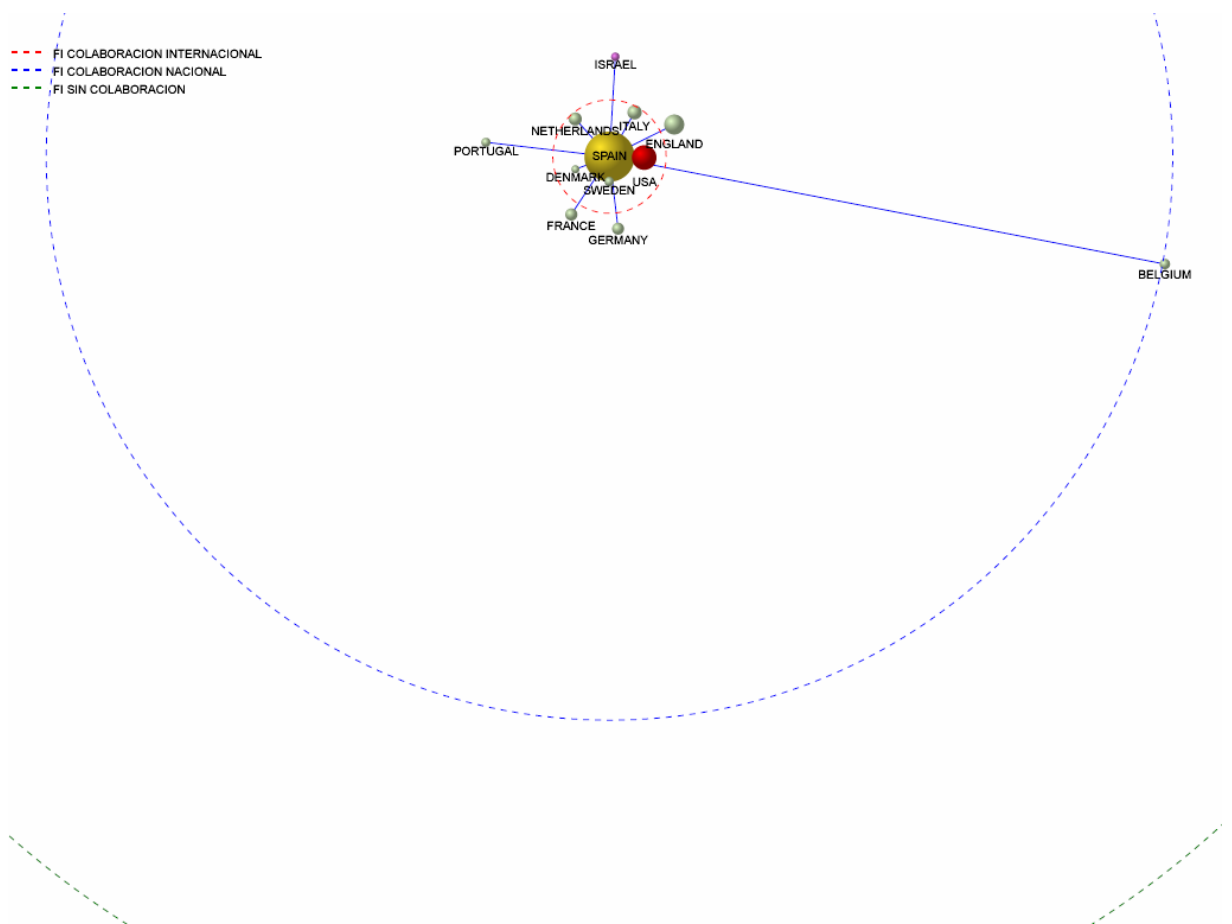 FI COLABORACION INTERNACIONAL
FI COLABORACION NACIONAL
FI SIN COLABORACION
ISRAEL
NETHERLANDS
ITALY
ENGLAND
PORTUGAL
SPAIN
DENMARK
USA
SWEDEN
FRANCE
GERMANY
BELGIUM